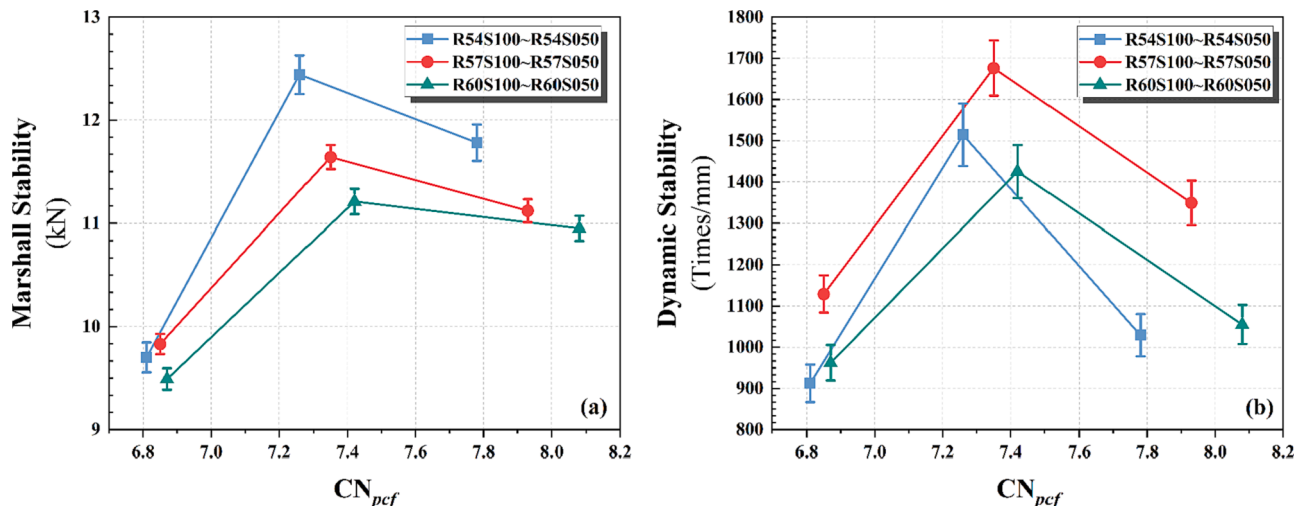 13
12
11
10
9
Marshall Stability
(kN)
R54S100~R54S050
R57S100~R57S050
R60S100~R60S050
(a)
6.8
7.0
7.2
7.4
7.6
7.8
8.0
8.2
CNpcf
1800
1700
1600
1500
1400
1300
1200
1100
1000
900
800
Dynamic Stability
(Times/mm)
R54S100~R54S050
R57S100~R57S050
R60S100~R60S050
(b)
6.8
7.0
7.2
7.4
7.6
7.8
8.0
8.2
CNpcf